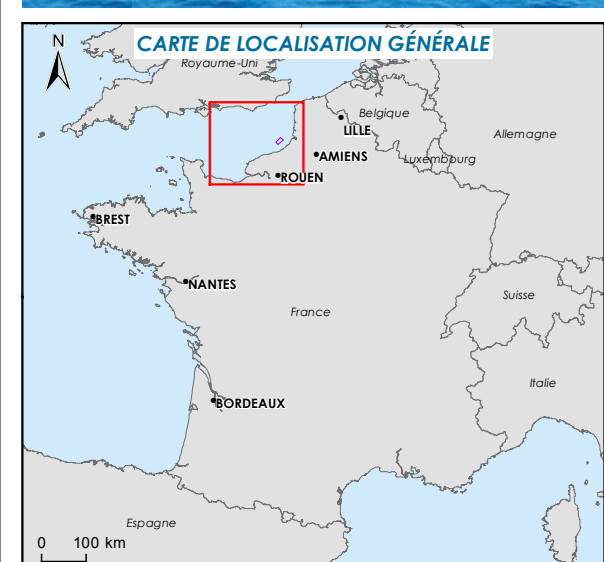 CARTE DE LOCALISATION GÉNÉRALE
N
Royaume-Uni
Belgique
LILLE
Allemagne
AMIENS
Luxembourg
ROUEN
BREST
NANTES
Suisse
France
Italie
BORDEAUX
Espagne
0 100 km